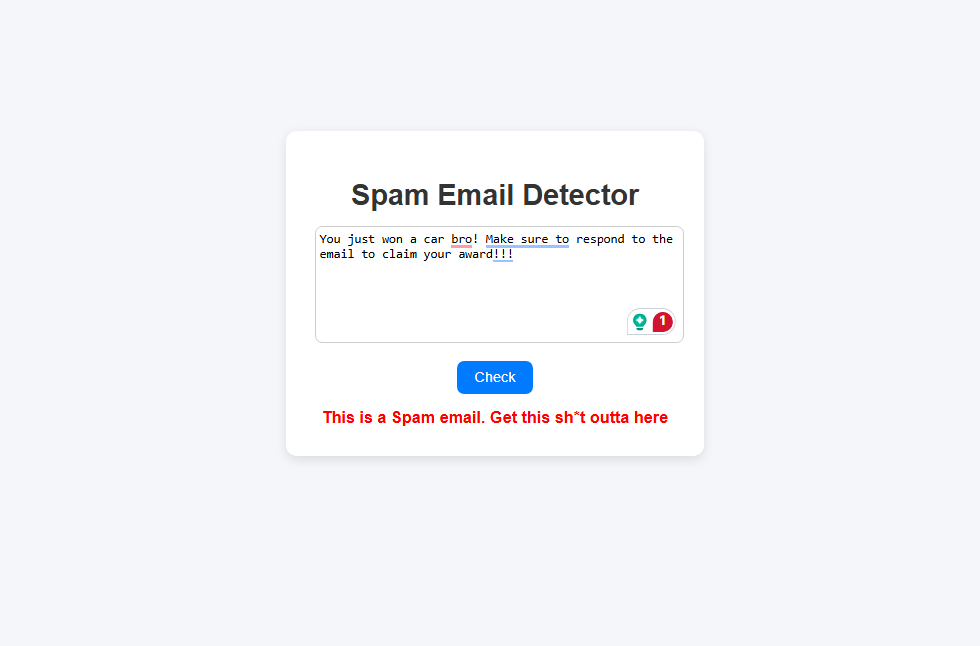 Spam Email Detector
You just won a car bro! Make sure to respond to the
email to claim your award!!!
1
Check
This is a Spam email. Get this sh*t outta here